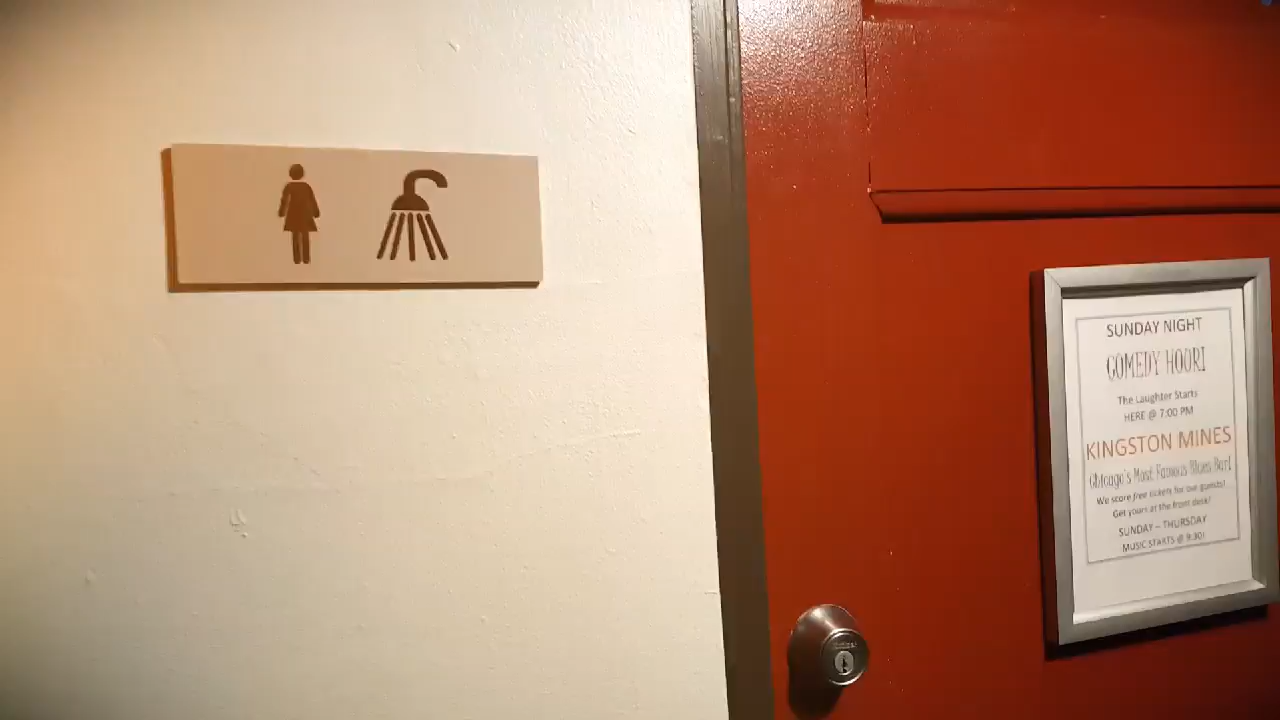 SUNDAY NIGHT
COMEDY HOUR!
The Laughter Starts
HERE @ 7:00 PM
KINGSTON MINES
Chicago's Most Famous Blues Bar!
We score free tickets for our guests!
Get yours at the front desk!
SUNDAY – THURSDAY
MUSIC STARTS @ 9:30!